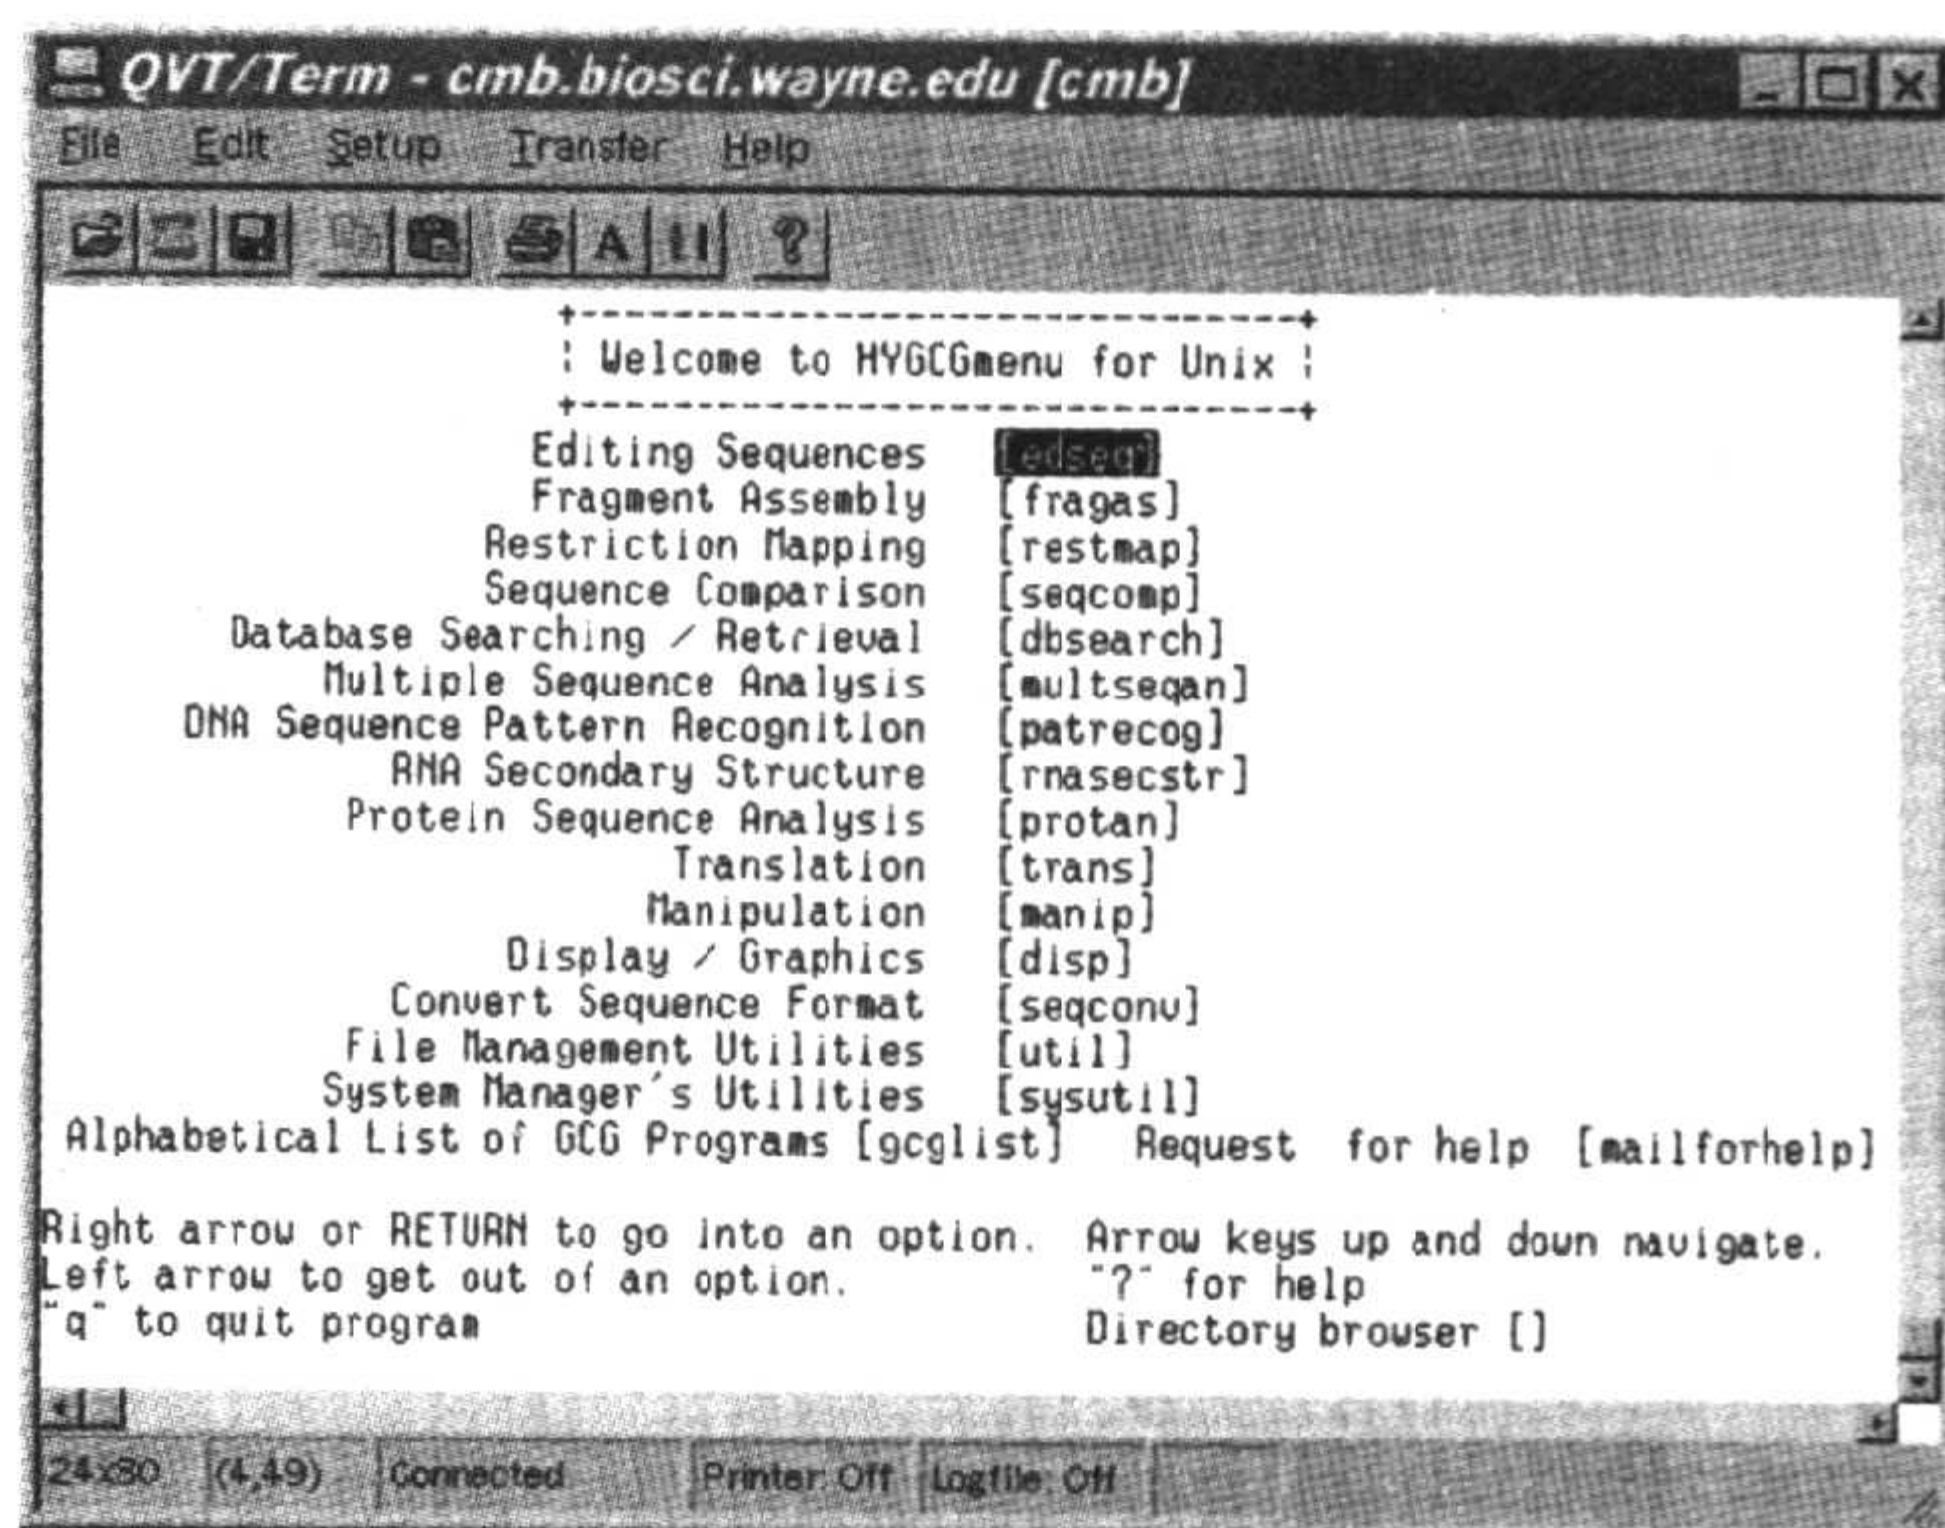 QVT/Term - cmb.biosci.wayne.edu [cmb]
File Edit Setup Transfer Help
A ?
+-------------------------------+
¦ Welcome to HYGCGmenu for Unix ¦
+-------------------------------+
Editing Sequences [edseq]
Fragment Assembly [fragas]
Restriction Mapping [restmap]
Sequence Comparison [seqcomp]
Database Searching / Retrieval [dbsearch]
Multiple Sequence Analysis [multseqan]
DNA Sequence Pattern Recognition [patrecog]
RNA Secondary Structure [rnasecstr]
Protein Sequence Analysis [protan]
Translation [trans]
Manipulation [manip]
Display / Graphics [disp]
Convert Sequence Format [seqconv]
File Management Utilities [util]
System Manager's Utilities [sysutil]
Alphabetical List of GCG Programs [gcglist] Request for help [mailforhelp]
Right arrow or RETURN to go into an option. Arrow keys up and down navigate.
Left arrow to get out of an option. "?" for help
"q" to quit program Directory browser []
24x80 (4,49) Connected Printer: Off Logfile: Off